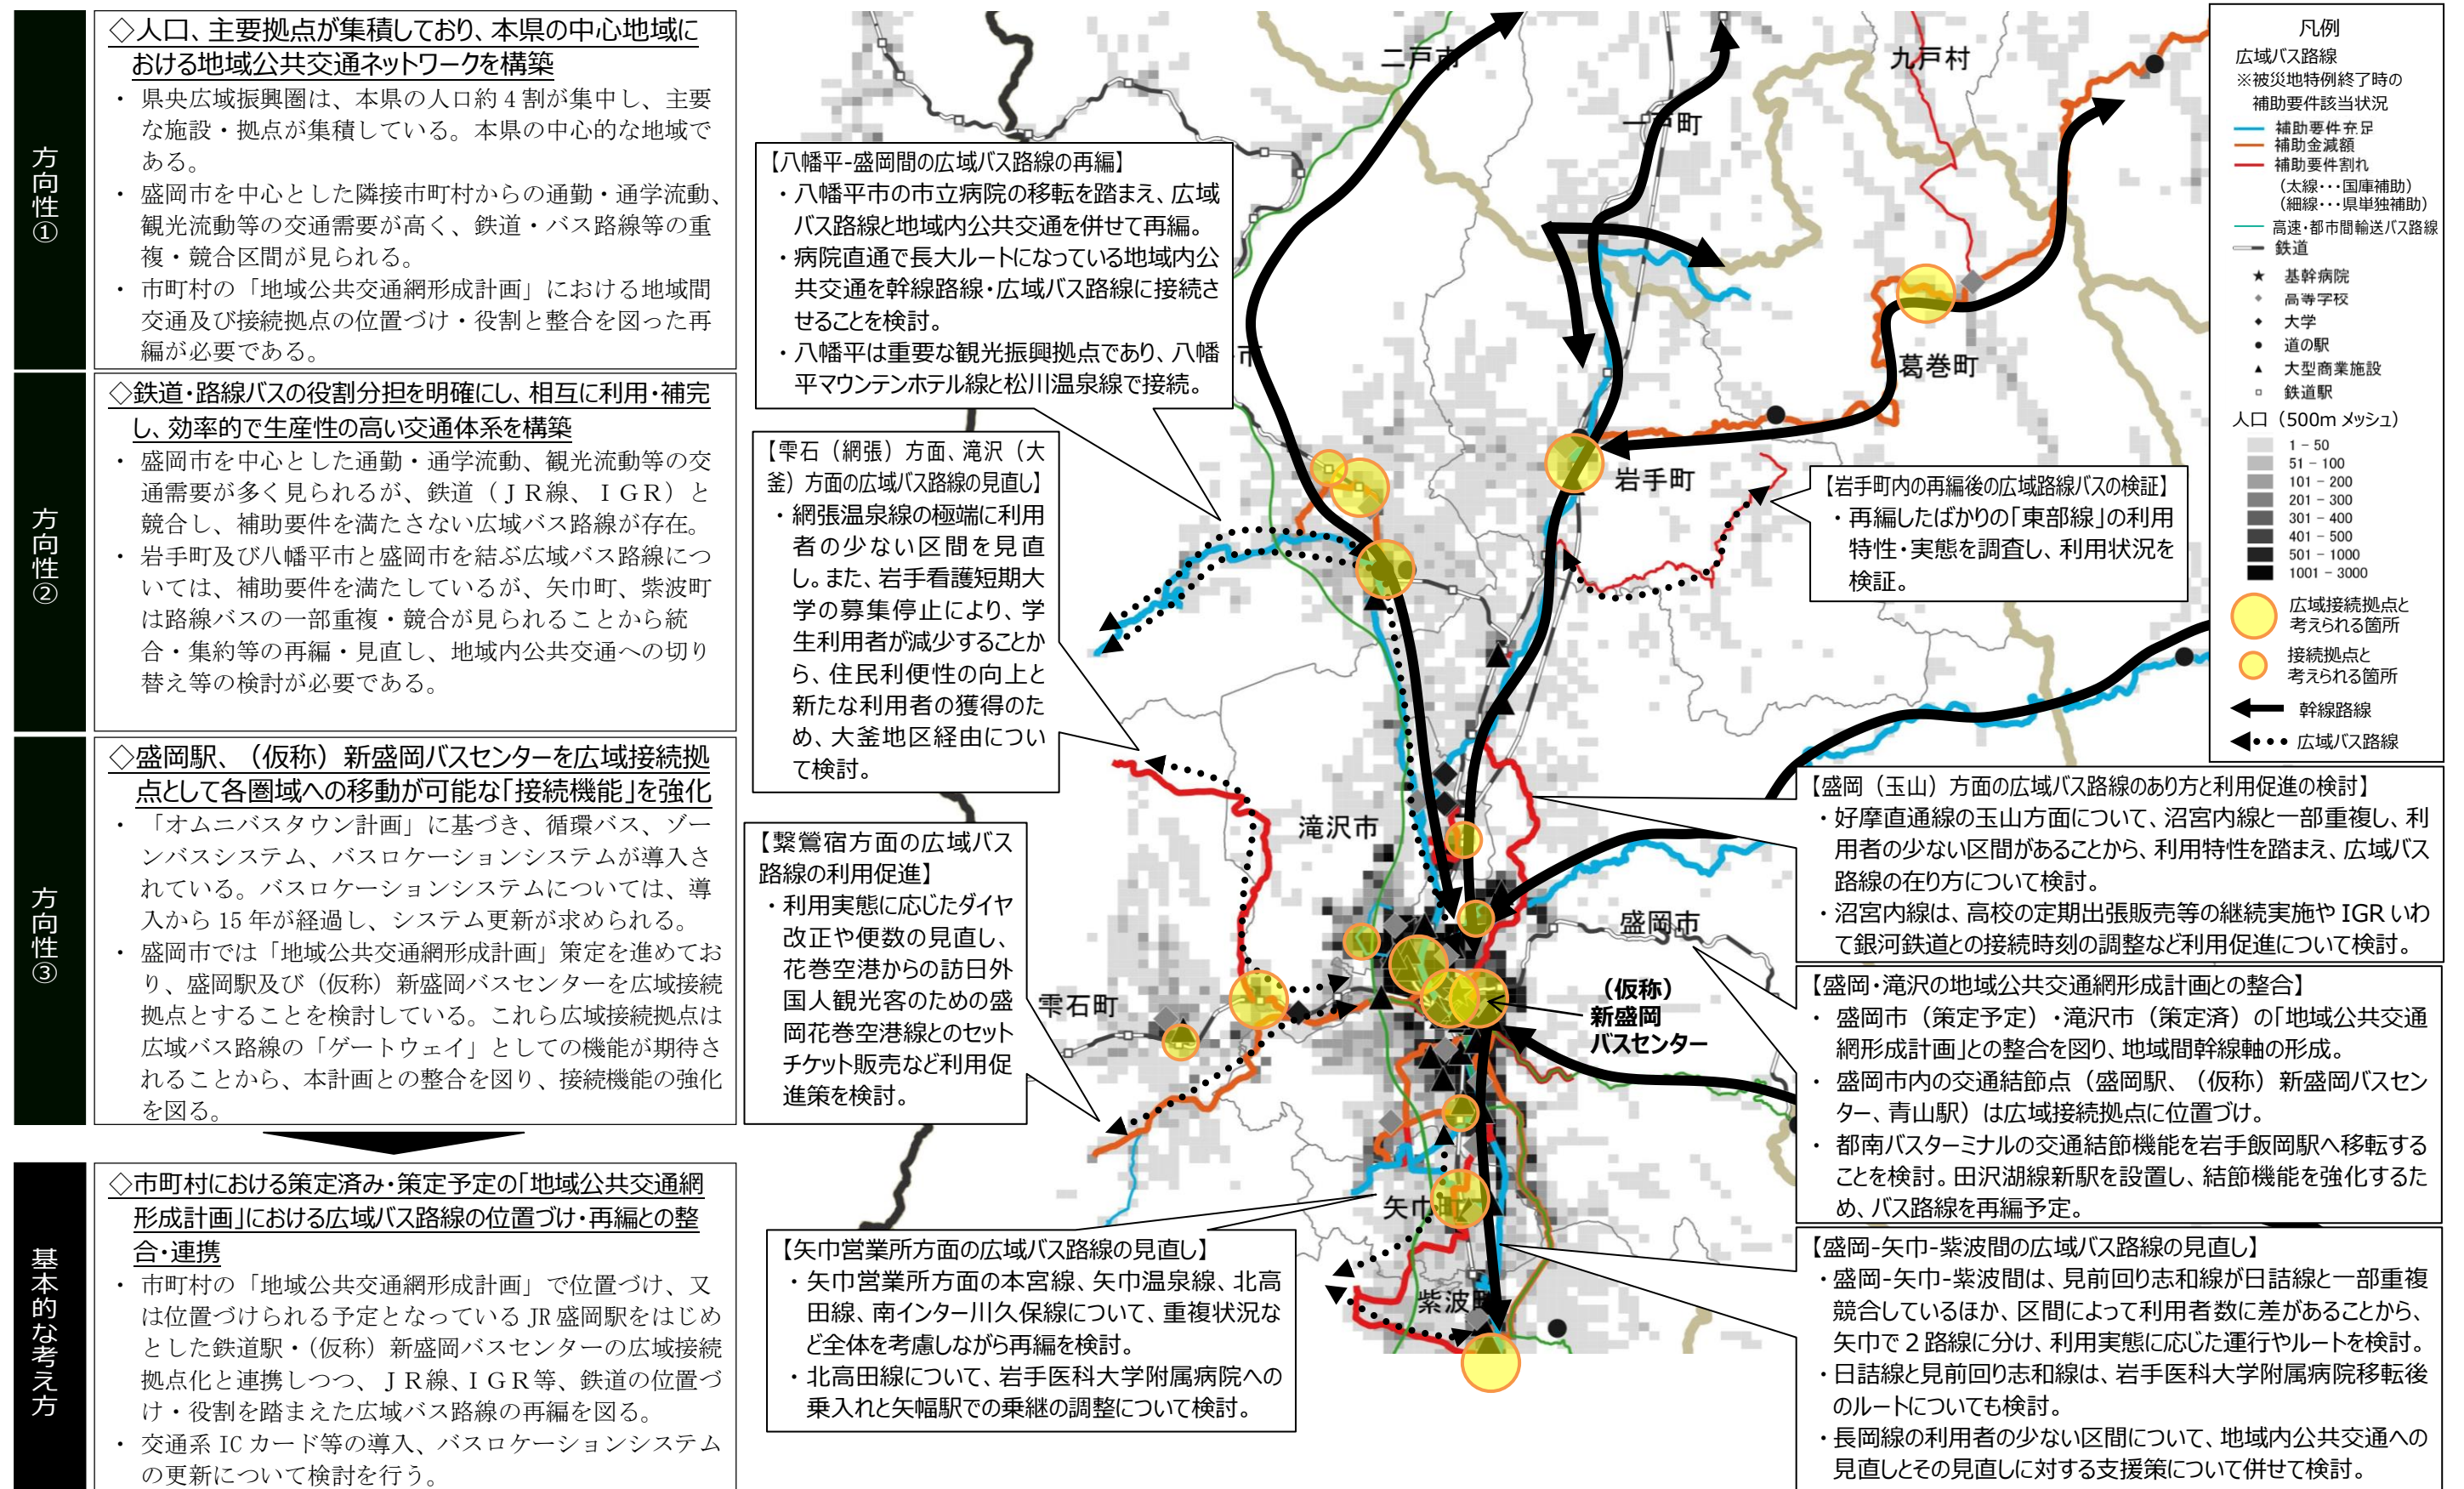 方向性①
◇人口、主要拠点が集積しており、本県の中心地域に
おける地域公共交通ネットワークを構築
・ 県央広域振興圏は、本県の人口約４割が集中し、主要
な施設・拠点が集積している。本県の中心的な地域で
ある。
・ 盛岡市を中心とした隣接市町村からの通勤・通学流動、
観光流動等の交通需要が高く、鉄道・バス路線等の重
複・競合区間が見られる。
・ 市町村の「地域公共交通網形成計画」における地域間
交通及び接続拠点の位置づけ・役割と整合を図った再
編が必要である。
方向性②
◇鉄道・路線バスの役割分担を明確にし、相互に利用・補完
し、効率的で生産性の高い交通体系を構築
・ 盛岡市を中心とした通勤・通学流動、観光流動等の交
通需要が多く見られるが、鉄道（ＪＲ線、ＩＧＲ）と
競合し、補助要件を満たさない広域バス路線が存在。
・ 岩手町及び八幡平市と盛岡市を結ぶ広域バス路線につ
いては、補助要件を満たしているが、矢巾町、紫波町
は路線バスの一部重複・競合が見られることから統
合・集約等の再編・見直し、地域内公共交通への切り
替え等の検討が必要である。
方向性③
◇盛岡駅、（仮称）新盛岡バスセンターを広域接続拠
点として各圏域への移動が可能な「接続機能」を強化
・ 「オムニバスタウン計画」に基づき、循環バス、ゾー
ンバスシステム、バスロケーションシステムが導入さ
れている。バスロケーションシステムについては、導
入から 15 年が経過し、システム更新が求められる。
・ 盛岡市では「地域公共交通網形成計画」策定を進めてお
り、盛岡駅及び（仮称）新盛岡バスセンターを広域接続
拠点とすることを検討している。これら広域接続拠点は
広域バス路線の「ゲートウェイ」としての機能が期待さ
れることから、本計画との整合を図り、接続機能の強化
を図る。
基本的な考え方
◇市町村における策定済み・策定予定の「地域公共交通網
形成計画」における広域バス路線の位置づけ・再編との整
合・連携
・ 市町村の「地域公共交通網形成計画」で位置づけ、又
は位置づけられる予定となっている JR 盛岡駅をはじめ
とした鉄道駅・（仮称）新盛岡バスセンターの広域接続
拠点化と連携しつつ、ＪＲ線、ＩＧＲ等、鉄道の位置づ
け・役割を踏まえた広域バス路線の再編を図る。
・ 交通系 IC カード等の導入、バスロケーションシステム
の更新について検討を行う。
二戸市
一戸町
九戸村
葛巻町
市
岩手町
滝沢市
盛岡市
雫石町
矢巾町
紫波町
（仮称）
新盛岡
バスセンター
【八幡平-盛岡間の広域バス路線の再編】
・八幡平市の市立病院の移転を踏まえ、広域
バス路線と地域内公共交通を併せて再編。
・病院直通で長大ルートになっている地域内公
共交通を幹線路線・広域バス路線に接続さ
せることを検討。
・八幡平は重要な観光振興拠点であり、八幡
平マウンテンホテル線と松川温泉線で接続。
【雫石（網張）方面、滝沢（大
釜）方面の広域バス路線の見直し】
・網張温泉線の極端に利用
者の少ない区間を見直
し。また、岩手看護短期大
学の募集停止により、学
生利用者が減少することか
ら、住民利便性の向上と
新たな利用者の獲得のた
め、大釜地区経由につい
て検討。
【繋鶯宿方面の広域バス
路線の利用促進】
・利用実態に応じたダイヤ
改正や便数の見直し、
花巻空港からの訪日外
国人観光客のための盛
岡花巻空港線とのセット
チケット販売など利用促
進策を検討。
【矢巾営業所方面の広域バス路線の見直し】
・矢巾営業所方面の本宮線、矢巾温泉線、北高
田線、南インター川久保線について、重複状況な
ど全体を考慮しながら再編を検討。
・北高田線について、岩手医科大学附属病院への
乗入れと矢幅駅での乗継の調整について検討。
【岩手町内の再編後の広域路線バスの検証】
・再編したばかりの「東部線」の利用
特性・実態を調査し、利用状況を
検証。
【盛岡（玉山）方面の広域バス路線のあり方と利用促進の検討】
・好摩直通線の玉山方面について、沼宮内線と一部重複し、利
用者の少ない区間があることから、利用特性を踏まえ、広域バス
路線の在り方について検討。
・沼宮内線は、高校の定期出張販売等の継続実施や IGR いわ
て銀河鉄道との接続時刻の調整など利用促進について検討。
【盛岡・滝沢の地域公共交通網形成計画との整合】
・ 盛岡市（策定予定）・滝沢市（策定済）の「地域公共交通
網形成計画」との整合を図り、地域間幹線軸の形成。
・ 盛岡市内の交通結節点（盛岡駅、（仮称）新盛岡バスセン
ター、青山駅）は広域接続拠点に位置づけ。
・ 都南バスターミナルの交通結節機能を岩手飯岡駅へ移転する
ことを検討。田沢湖線新駅を設置し、結節機能を強化するた
め、バス路線を再編予定。
【盛岡-矢巾-紫波間の広域バス路線の見直し】
・盛岡-矢巾-紫波間は、見前回り志和線が日詰線と一部重複
競合しているほか、区間によって利用者数に差があることから、
矢巾で２路線に分け、利用実態に応じた運行やルートを検討。
・日詰線と見前回り志和線は、岩手医科大学附属病院移転後
のルートについても検討。
・長岡線の利用者の少ない区間について、地域内公共交通への
見直しとその見直しに対する支援策について併せて検討。
凡例
広域バス路線
※被災地特例終了時の
補助要件該当状況
補助要件充足
補助金減額
補助要件割れ
（太線・・・国庫補助）
（細線・・・県単独補助）
高速・都市間輸送バス路線
鉄道
基幹病院
高等学校
大学
道の駅
大型商業施設
鉄道駅
人口（500m メッシュ）
1 - 50
51 - 100
101 - 200
201 - 300
301 - 400
401 - 500
501 - 1000
1001 - 3000
広域接続拠点と
考えられる箇所
接続拠点と
考えられる箇所
幹線路線
広域バス路線